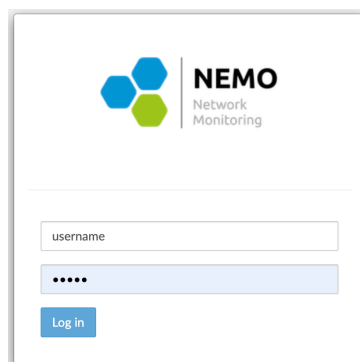 NEMO
Network
Monitoring
username
•••••
Log in